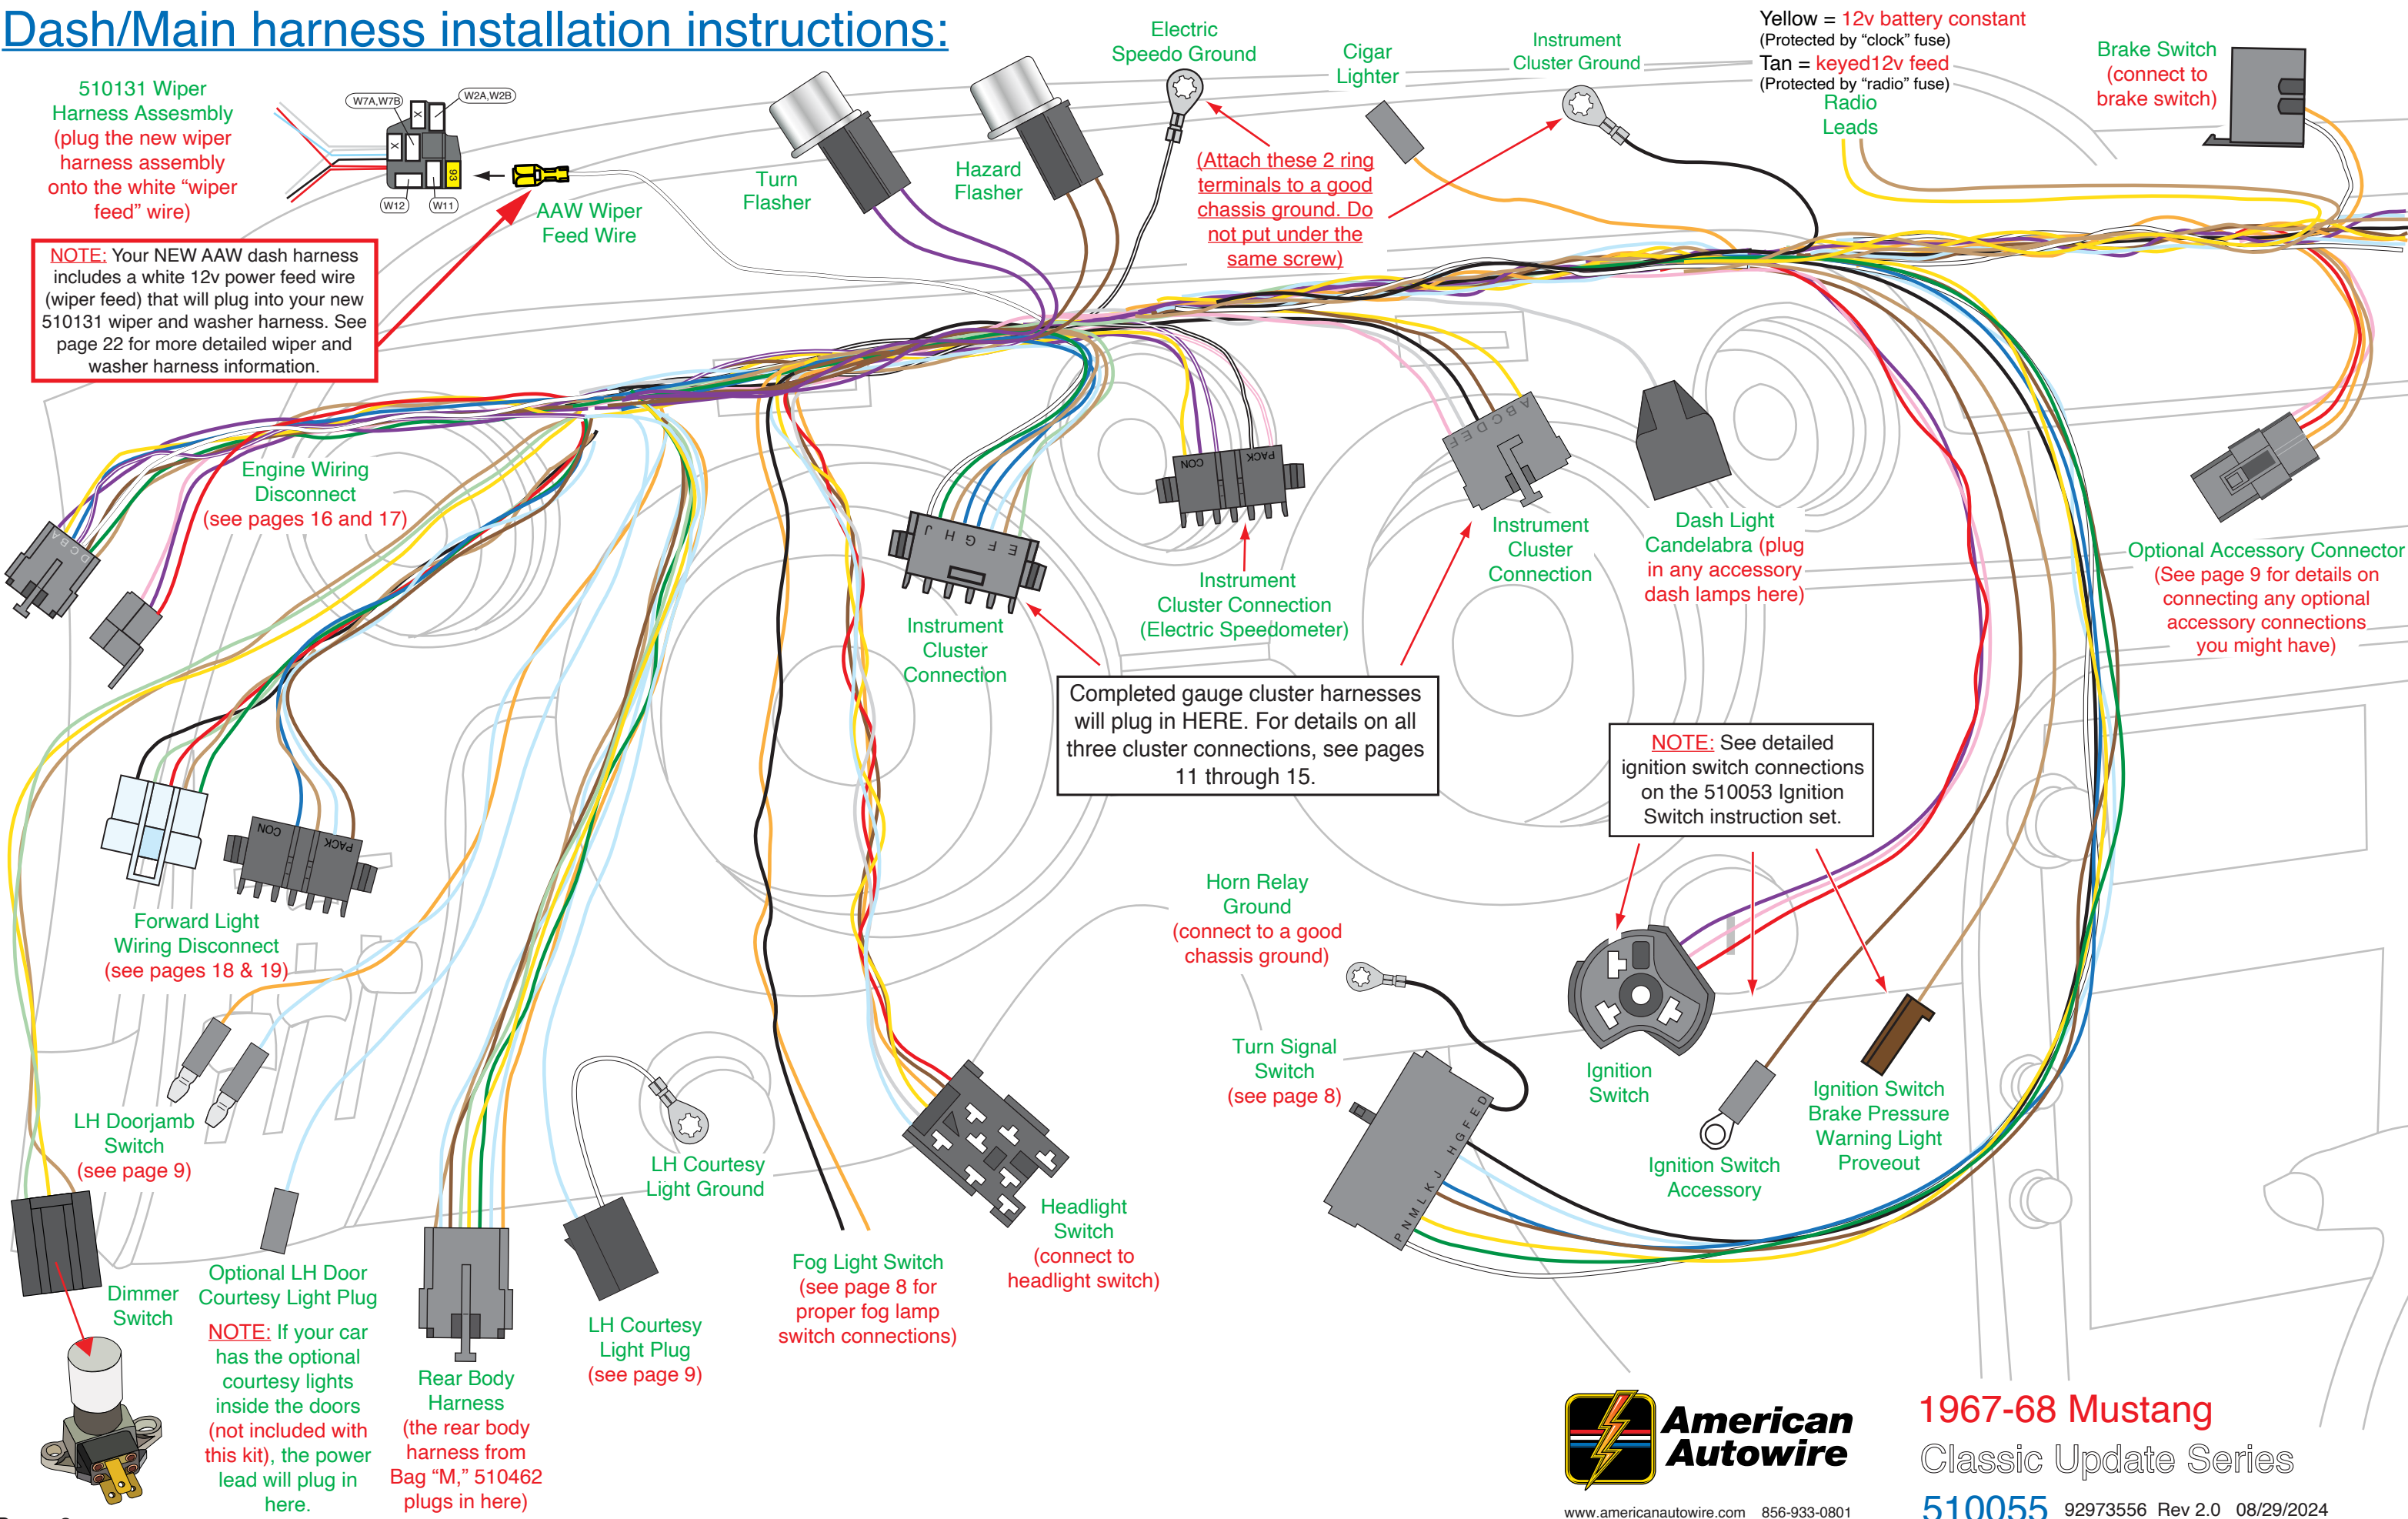 Dash/Main harness installation instructions:
510131 Wiper
Harness Assesmbly
(plug the new wiper
harness assembly
onto the white “wiper
feed” wire)
W7A,W7B
W2A,W2B
X
X
93
W12
W11
AAW Wiper
Feed Wire
NOTE: Your NEW AAW dash harness
includes a white 12v power feed wire
(wiper feed) that will plug into your new
510131 wiper and washer harness. See
page 22 for more detailed wiper and
washer harness information.
Turn
Flasher
Hazard
Flasher
Electric
Speedo Ground
(Attach these 2 ring
terminals to a good
chassis ground. Do
not put under the
same screw)
Cigar
Lighter
Instrument
Cluster Ground
Yellow = 12v battery constant
(Protected by “clock” fuse)
Tan = keyed12v feed
(Protected by “radio” fuse)
Radio
Leads
Brake Switch
(connect to
brake switch)
Engine Wiring
Disconnect
(see pages 16 and 17)
A B C D
J H G F E
Instrument
Cluster
Connection
CON
PACK
Instrument
Cluster Connection
(Electric Speedometer)
A B C D E F
Instrument
Cluster
Connection
Dash Light
Candelabra (plug
in any accessory
dash lamps here)
Optional Accessory Connector
(See page 9 for details on
connecting any optional
accessory connections
you might have)
Completed gauge cluster harnesses
will plug in HERE. For details on all
three cluster connections, see pages
11 through 15.
NOTE: See detailed
ignition switch connections
on the 510053 Ignition
Switch instruction set.
CON
PACK
Forward Light
Wiring Disconnect
(see pages 18 & 19)
Horn Relay
Ground
(connect to a good
chassis ground)
Turn Signal
Switch
(see page 8)
D E F G H J K L M N P
Ignition
Switch
Ignition Switch
Accessory
Ignition Switch
Brake Pressure
Warning Light
Proveout
LH Doorjamb
Switch
(see page 9)
Dimmer
Switch
Optional LH Door
Courtesy Light Plug
NOTE: If your car
has the optional
courtesy lights
inside the doors
(not included with
this kit), the power
lead will plug in
here.
Rear Body
Harness
(the rear body
harness from
Bag “M,” 510462
plugs in here)
LH Courtesy
Light Ground
LH Courtesy
Light Plug
(see page 9)
Fog Light Switch
(see page 8 for
proper fog lamp
switch connections)
Headlight
Switch
(connect to
headlight switch)
American
Autowire
www.americanautowire.com 856-933-0801
1967-68 Mustang
Classic Update Series
510055 92973556 Rev 2.0 08/29/2024